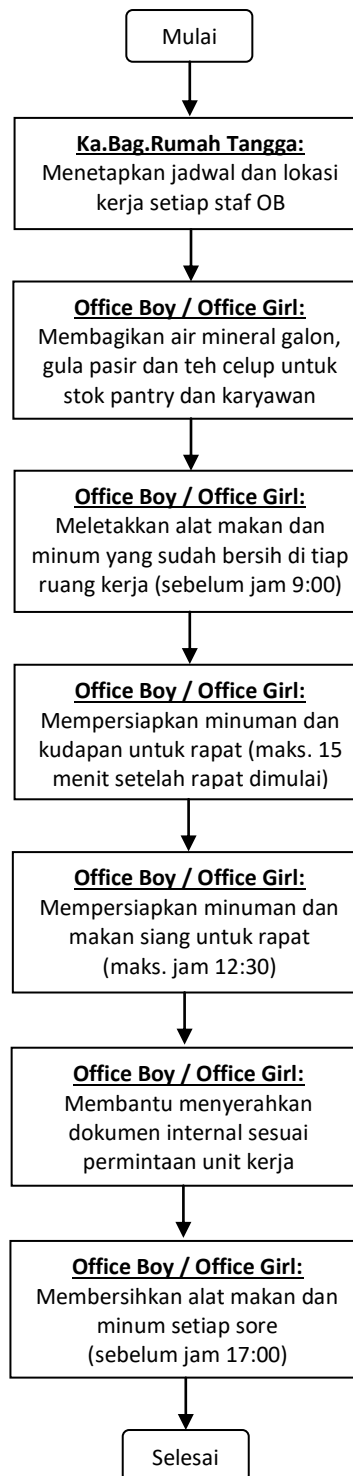 Mulai
Ka.Bag.Rumah Tangga:
Menetapkan jadwal dan lokasi
kerja setiap staf OB
Office Boy / Office Girl:
Membagikan air mineral galon,
gula pasir dan teh celup untuk
stok pantry dan karyawan
Office Boy / Office Girl:
Meletakkan alat makan dan
minum yang sudah bersih di tiap
ruang kerja (sebelum jam 9:00)
Office Boy / Office Girl:
Mempersiapkan minuman dan
kudapan untuk rapat (maks. 15
menit setelah rapat dimulai)
Office Boy / Office Girl:
Mempersiapkan minuman dan
makan siang untuk rapat
(maks. jam 12:30)
Office Boy / Office Girl:
Membantu menyerahkan
dokumen internal sesuai
permintaan unit kerja
Office Boy / Office Girl:
Membersihkan alat makan dan
minum setiap sore
(sebelum jam 17:00)
Selesai